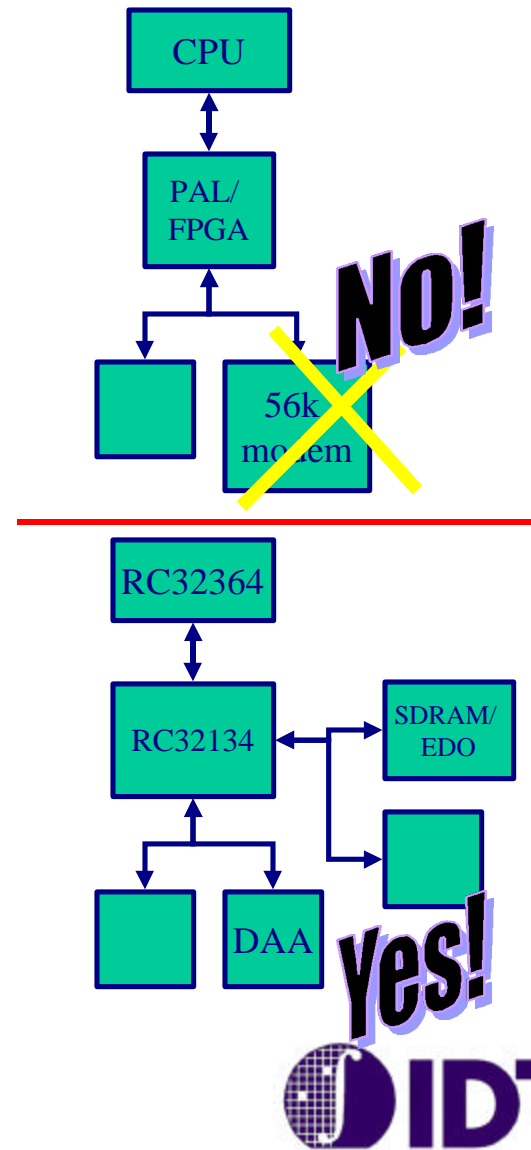 CPU
PAL/
FPGA
No!
56k
modem
RC32364
RC32134
SDRAM/
EDO
DAA
Yes!
IDT